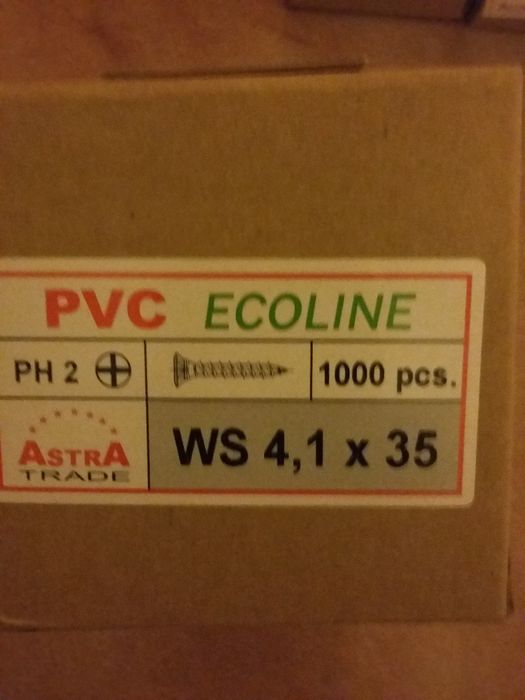 PVC ECOLINE
PH 2
1000 pcs.
ASTRA
TRADE
WS 4,1 x 35